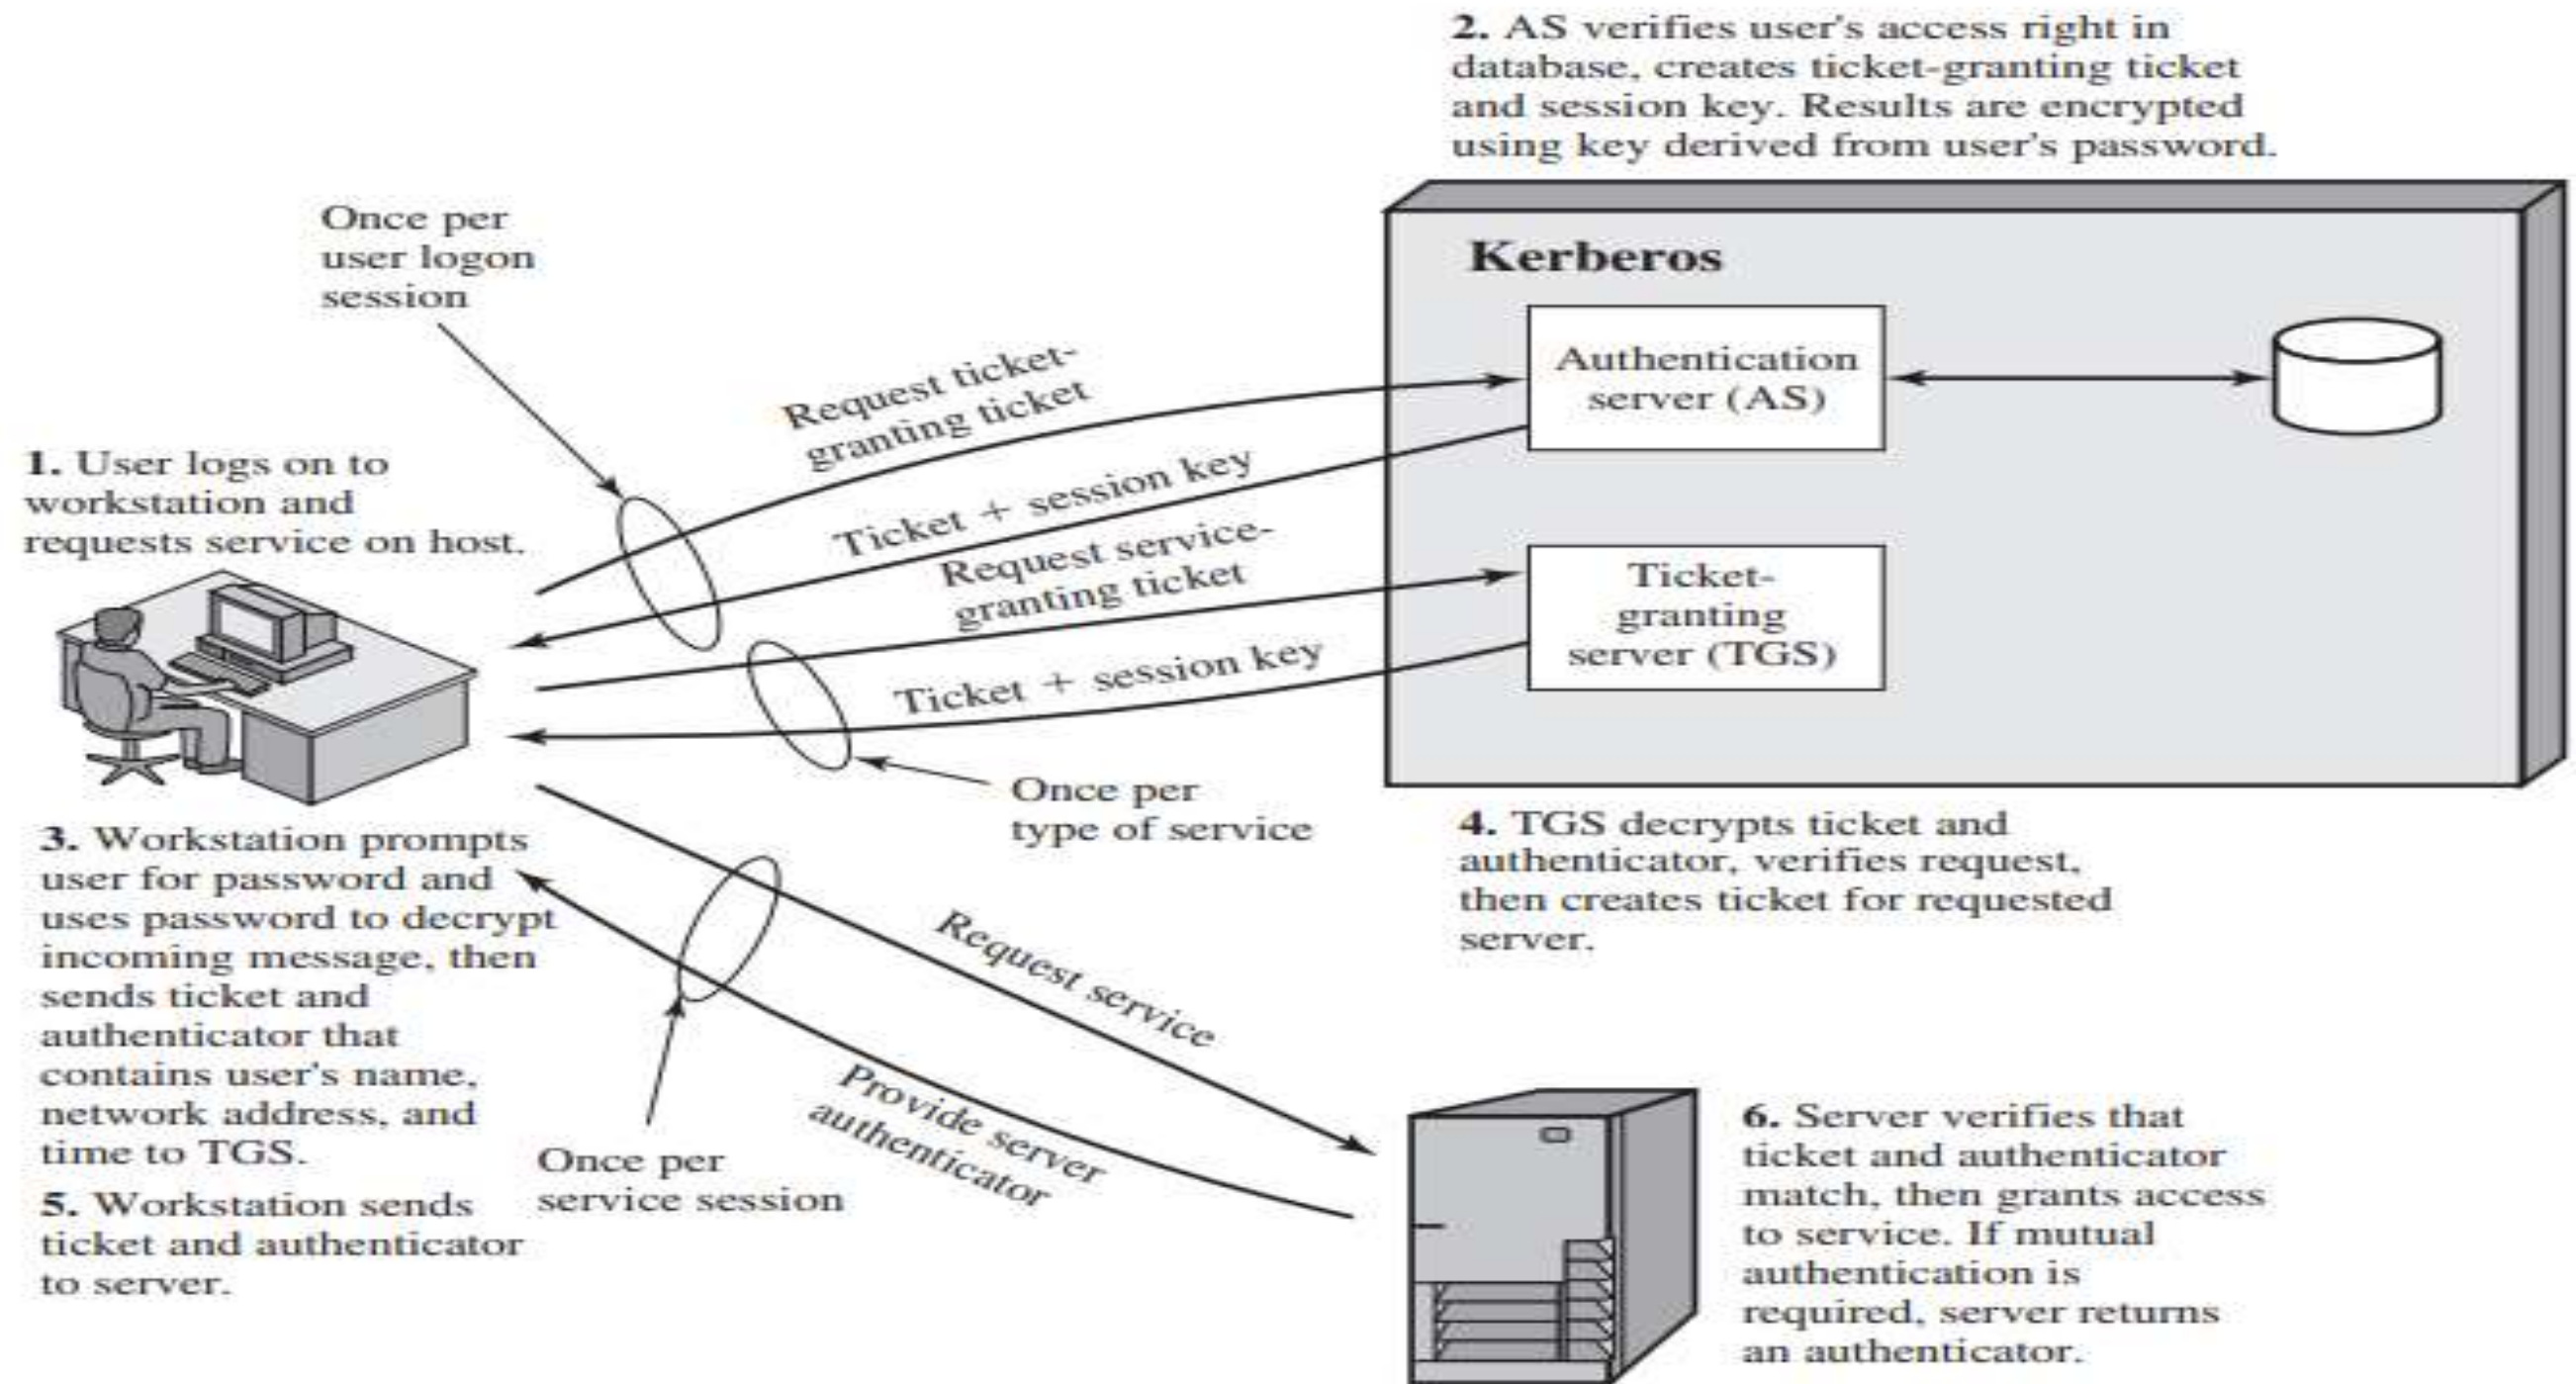 2. AS verifies user's access right in
database, creates ticket-granting ticket
and session key. Results are encrypted
using key derived from user's password.
Once per
user logon
session
Kerberos
Request ticket-
granting ticket
Authentication
server (AS)
1. User logs on to
workstation and
requests service on host.
Ticket + session key
Request service-
granting ticket
Ticket-
granting
server (TGS)
Ticket + session key
Once per
type of service
3. Workstation prompts
user for password and
uses password to decrypt
incoming message, then
sends ticket and
authenticator that
contains user's name,
network address, and
time to TGS.
4. TGS decrypts ticket and
authenticator, verifies request,
then creates ticket for requested
server.
Request service
Provide server
authenticator
Once per
service session
5. Workstation sends
ticket and authenticator
to server.
6. Server verifies that
ticket and authenticator
match, then grants access
to service. If mutual
authentication is
required, server returns
an authenticator.